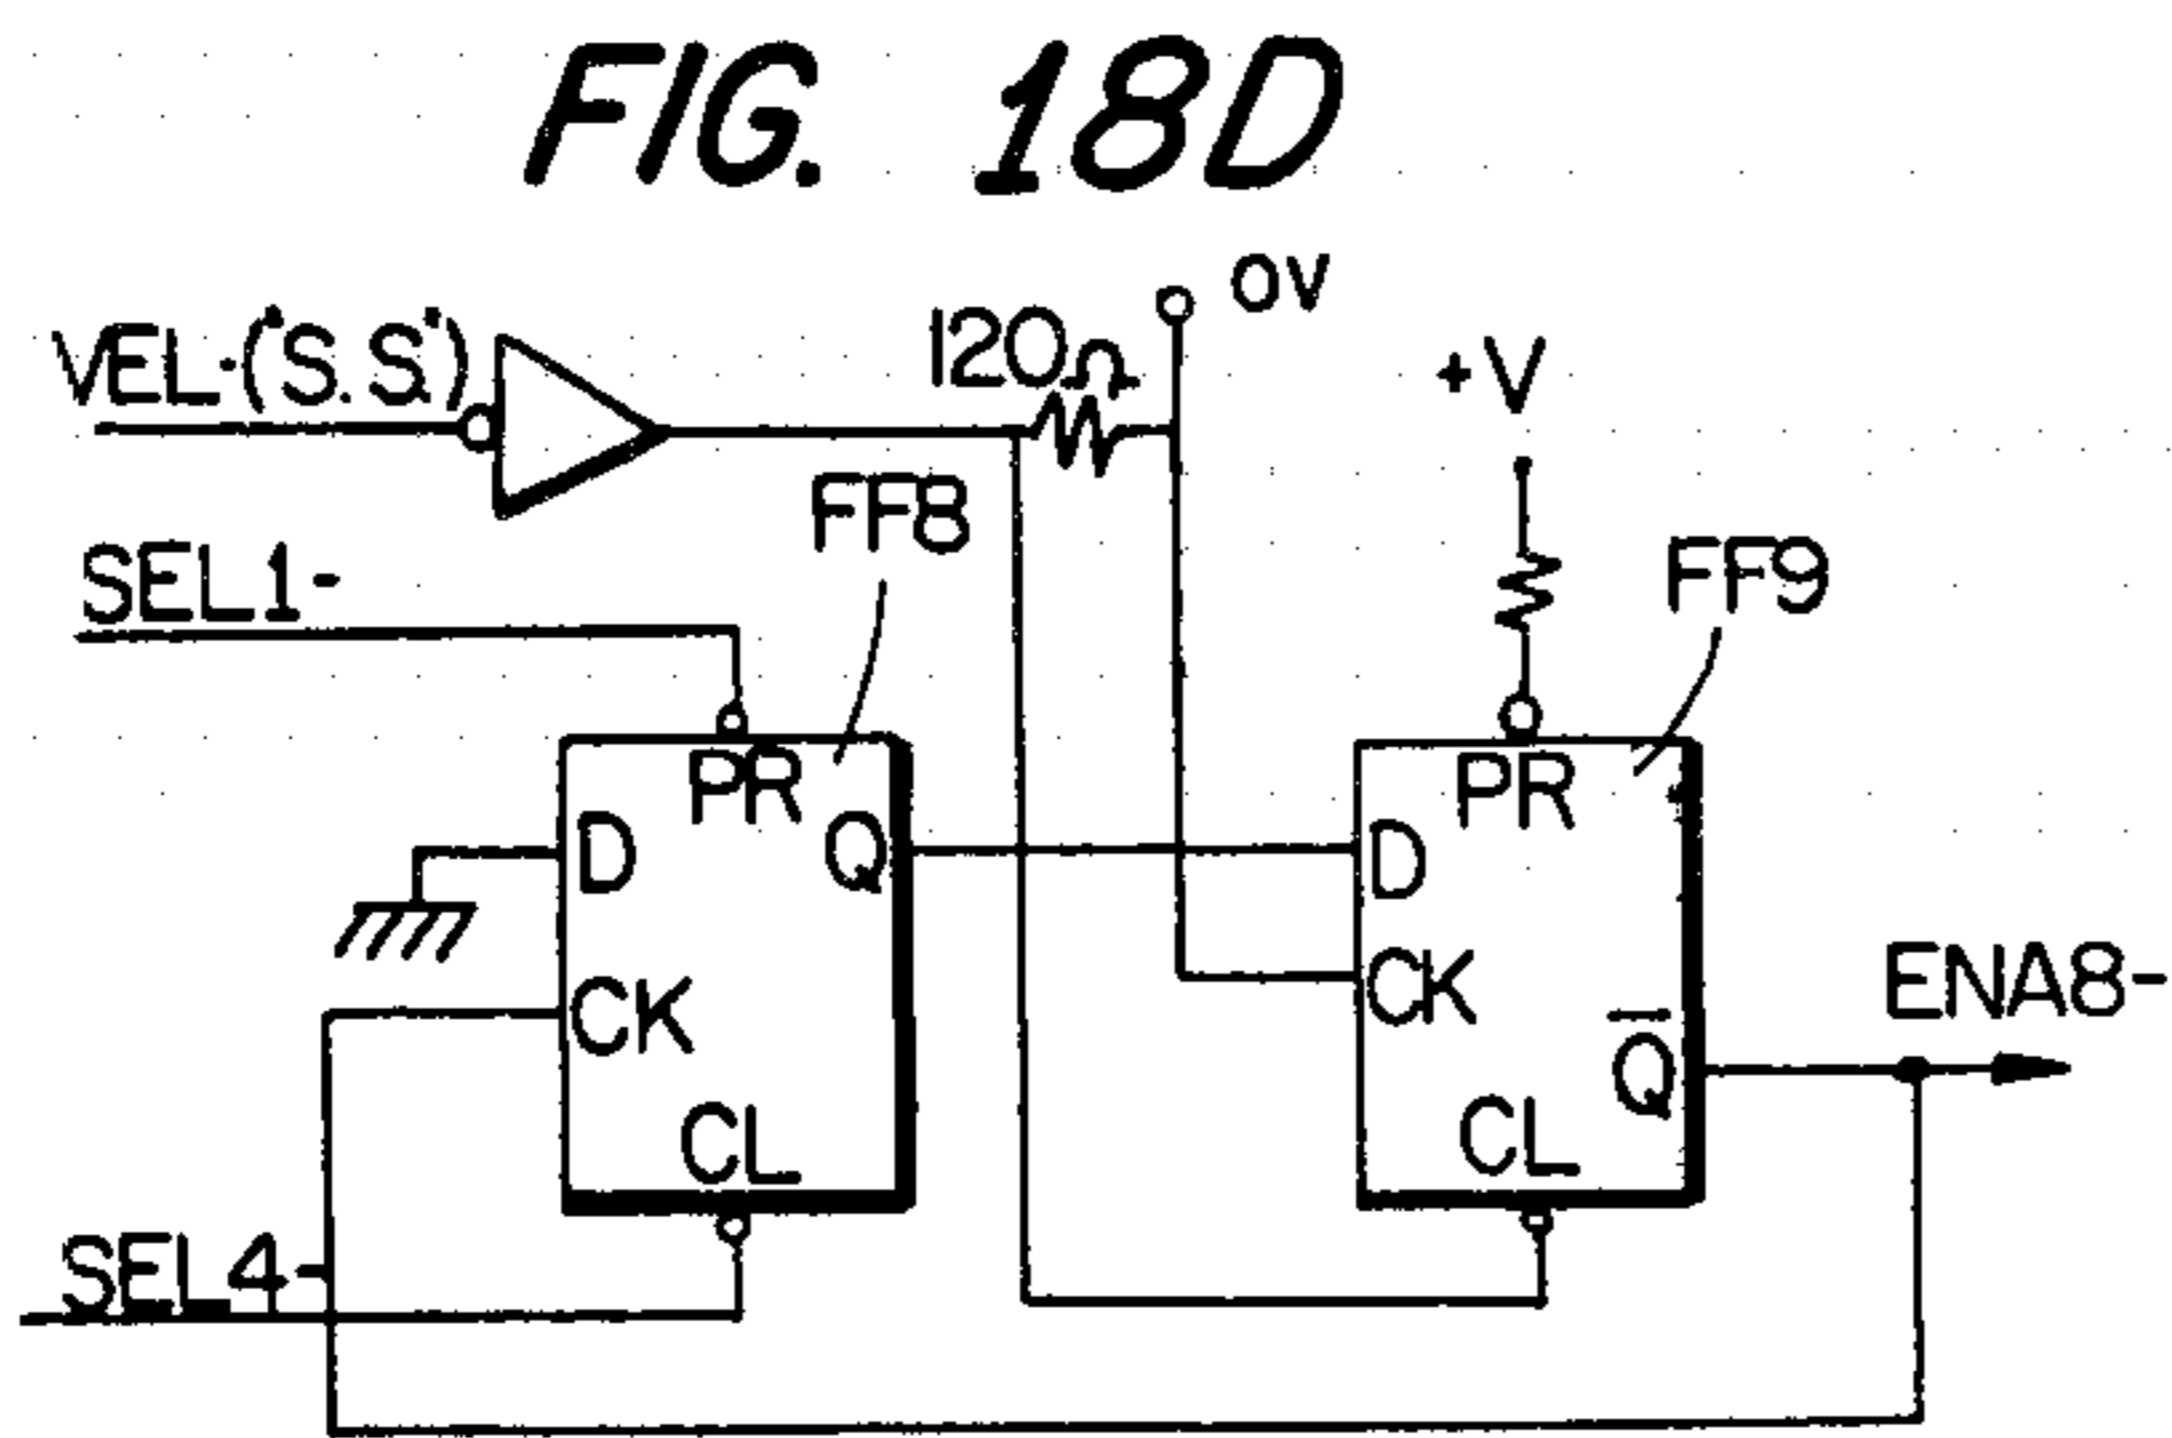 FIG. 18D
VEL-("S.S")
120Ω
0V
+V
FF8
FF9
SEL1-
PR
D
Q
CK
CL
PR
D
CK
Q̅
CL
ENA8-
SEL4-